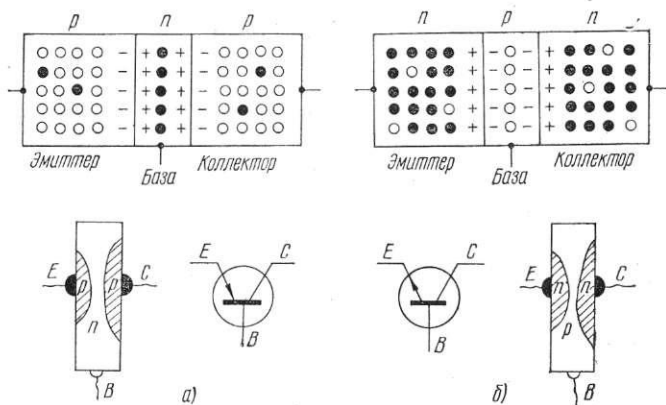 p n p
n p n
Эмиттер База Коллектор
Эмиттер База Коллектор
E p p C
n
B
E C
B
а)
E C
B
E n n C
p
B
б)